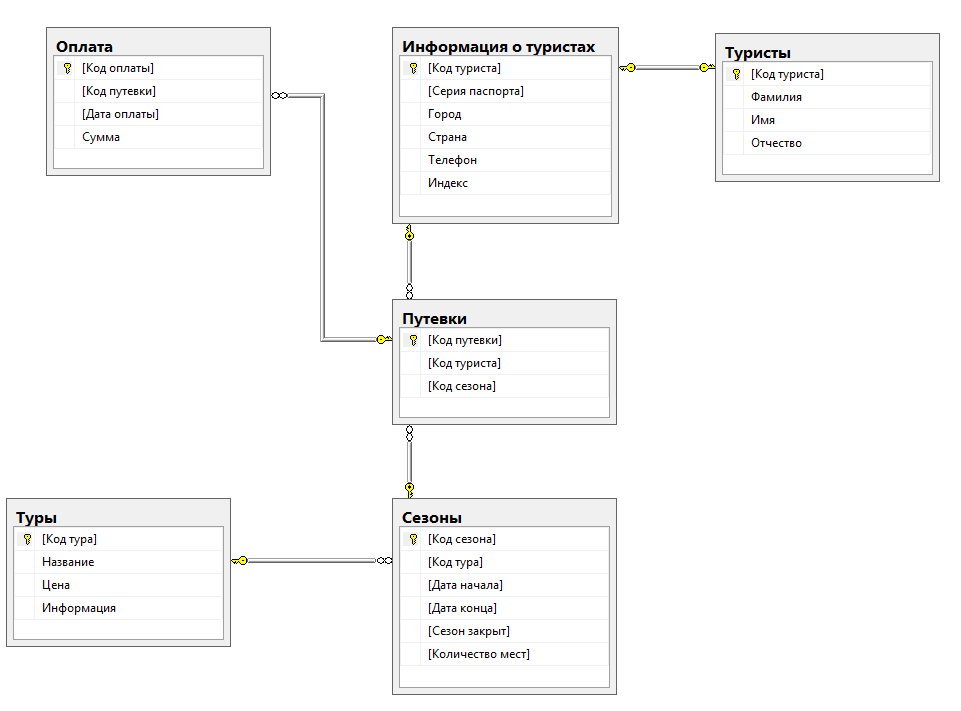 Оплата
[Код оплаты]
[Код путевки]
[Дата оплаты]
Сумма
Информация о туристах
[Код туриста]
[Серия паспорта]
Город
Страна
Телефон
Индекс
Туристы
[Код туриста]
Фамилия
Имя
Отчество
Путевки
[Код путевки]
[Код туриста]
[Код сезона]
Туры
[Код тура]
Название
Цена
Информация
Сезоны
[Код сезона]
[Код тура]
[Дата начала]
[Дата конца]
[Сезон закрыт]
[Количество мест]